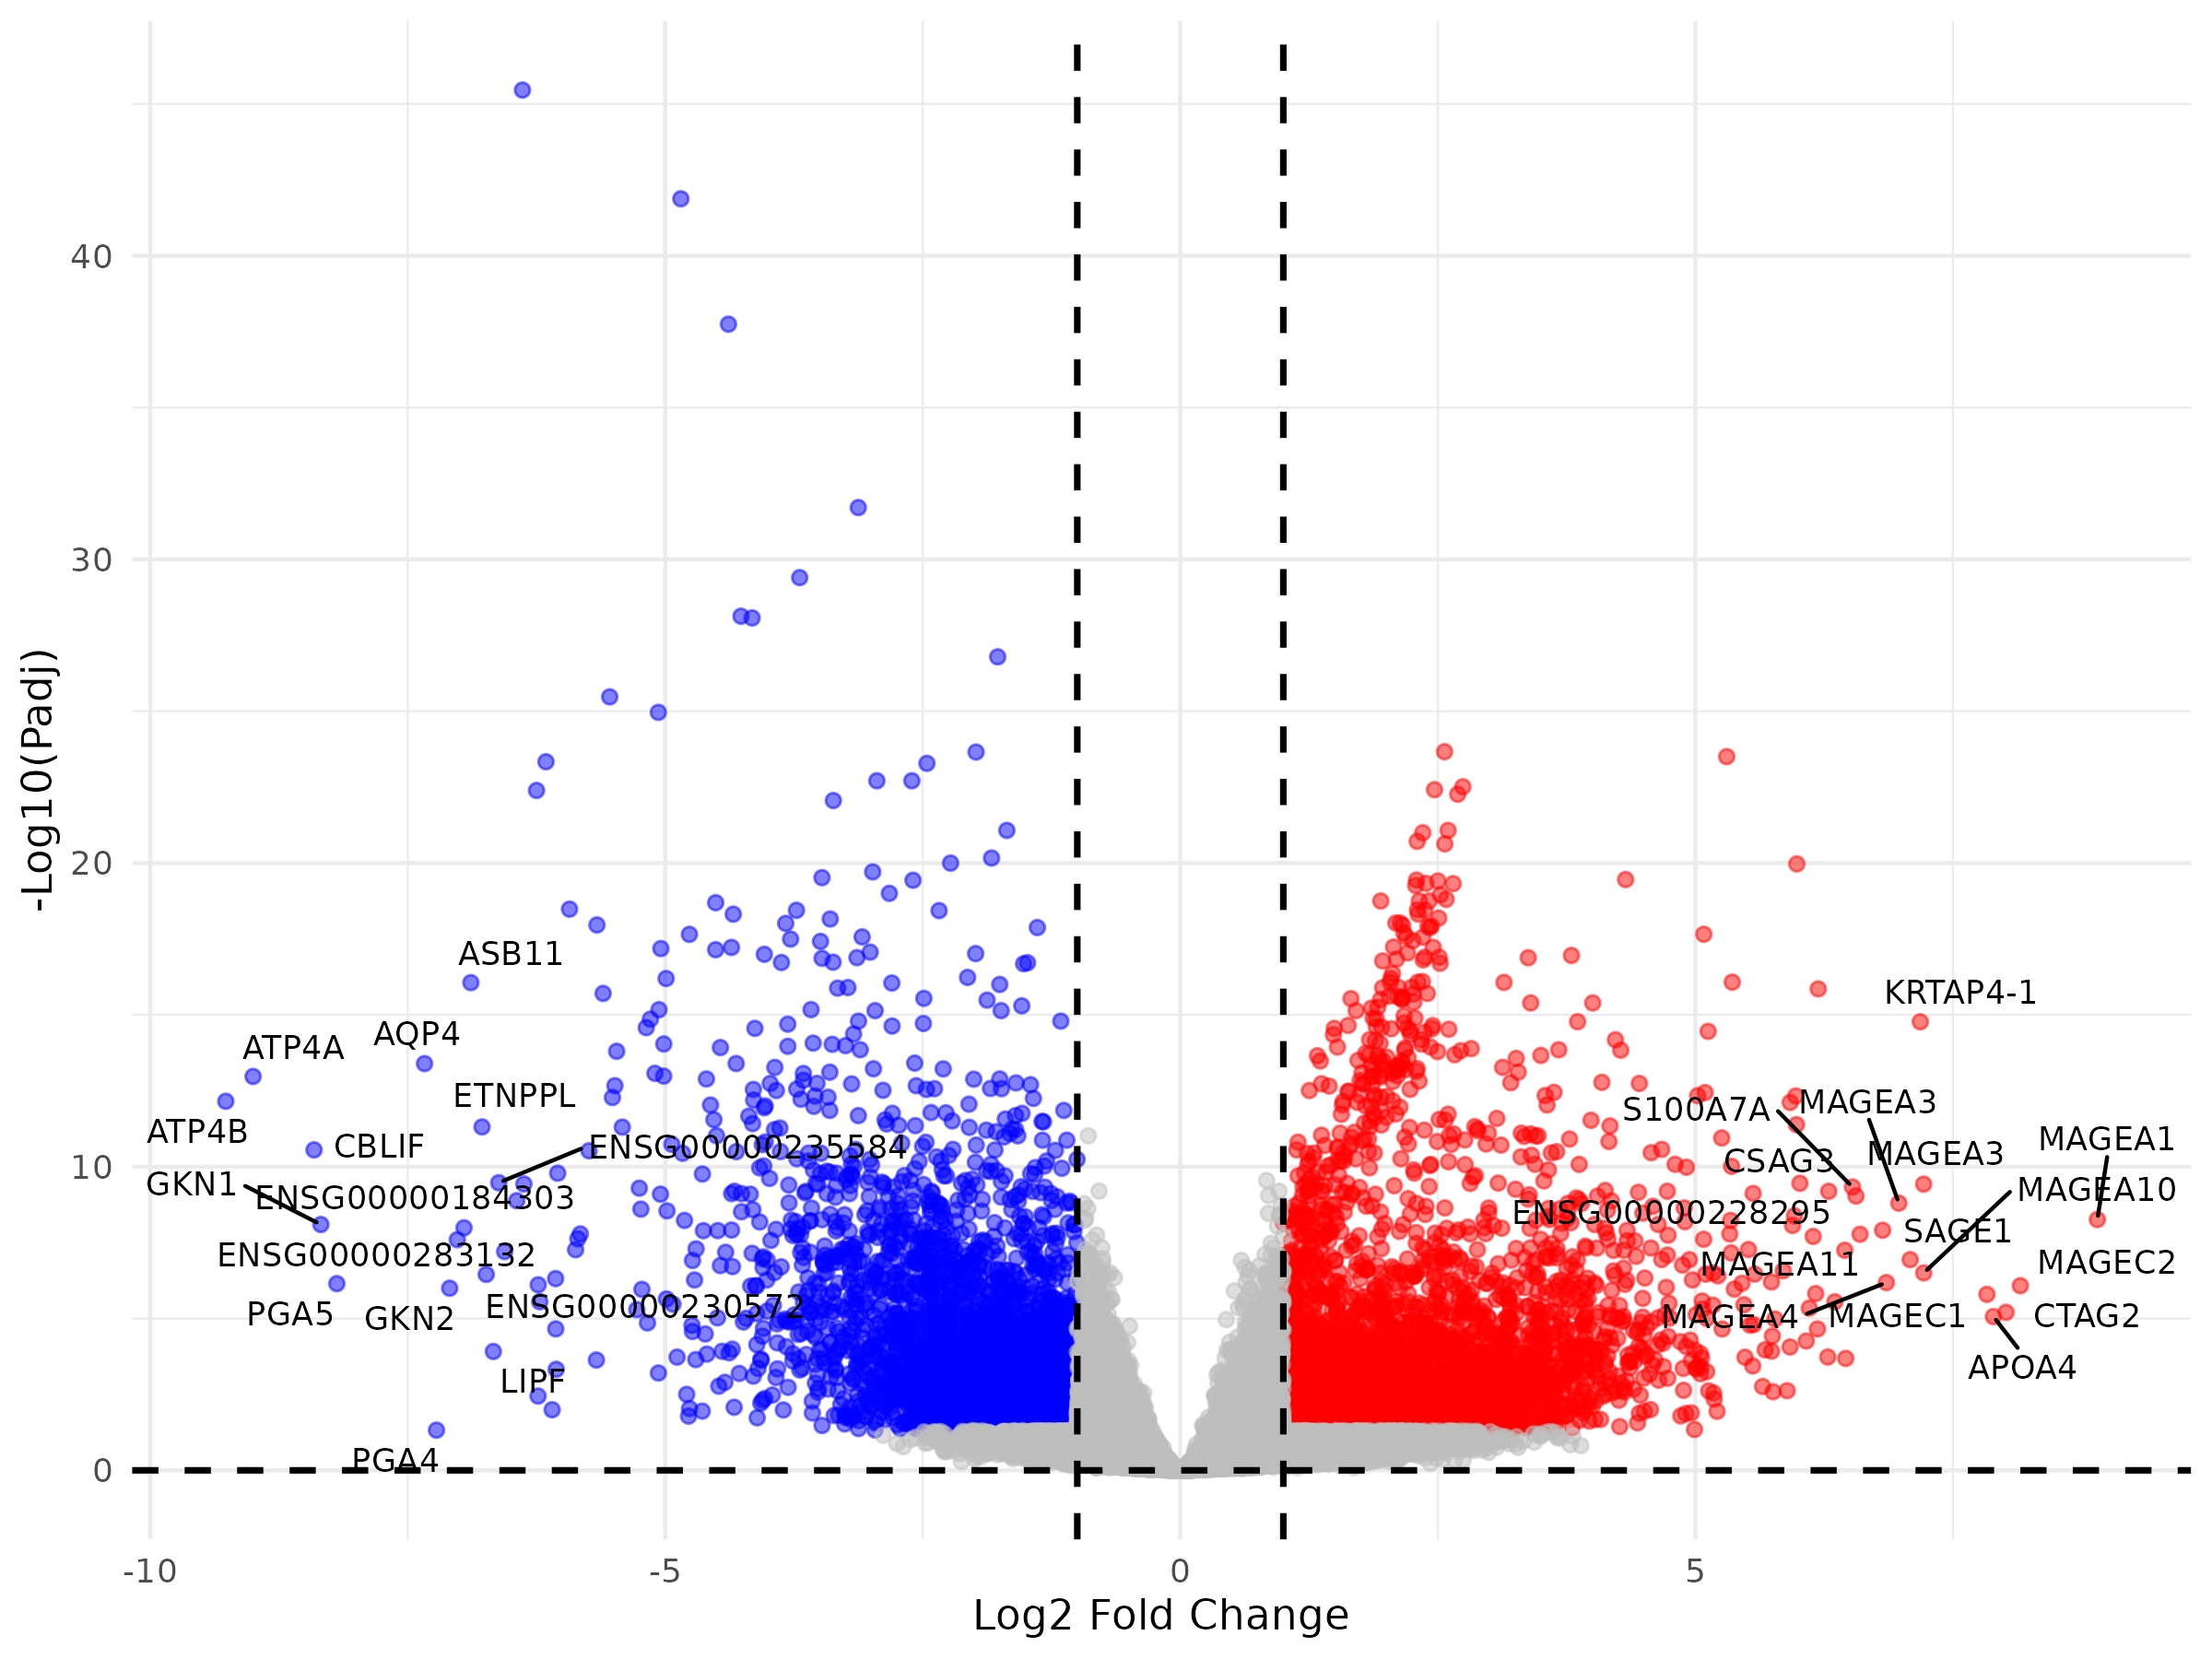 40
30
20
10
0
-Log10(Padj)
ASB11
AQP4
ATP4A
KRTAP4-1
ETNPPL
S100A7A
MAGEA3
ATP4B
CBLIF
ENSG00000235584
CSAG3
MAGEA3
MAGEA1
GKN1
ENSG00000184303
MAGEA10
ENSG00000228295
SAGE1
ENSG00000283132
MAGEA11
MAGEC2
PGA5
GKN2
ENSG00000230572
MAGEA4
MAGEC1
CTAG2
APOA4
LIPF
PGA4
-10
-5
0
5
Log2 Fold Change